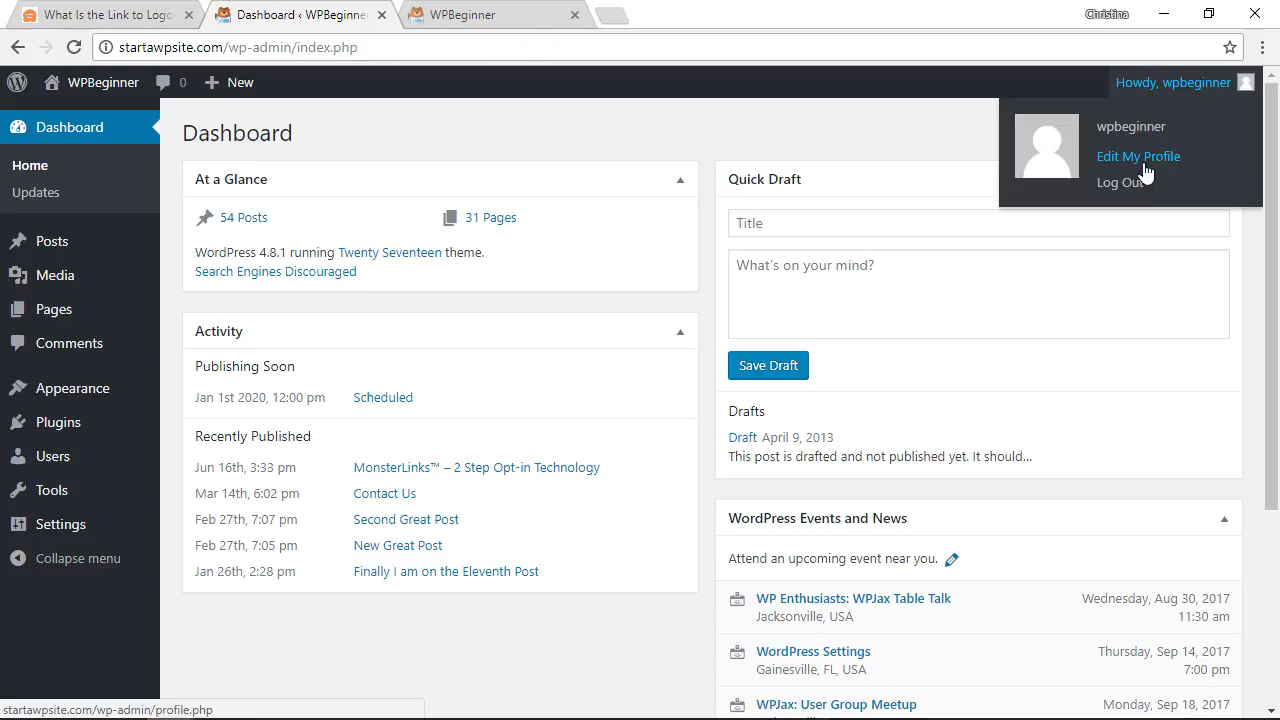 What Is the Link to Logo
Dashboard ‹ WPBeginner
WPBeginner
Christina
startawpsite.com/wp-admin/index.php
WPBeginner
0
New
Howdy, wpbeginner
wpbeginner
Edit My Profile
Log Out
Dashboard
Home
Updates
Posts
Media
Pages
Comments
Appearance
Plugins
Users
Tools
Settings
Collapse menu
Dashboard
At a Glance
54 Posts
31 Pages
WordPress 4.8.1 running Twenty Seventeen theme.
Search Engines Discouraged
Activity
Publishing Soon
Jan 1st 2020, 12:00 pm Scheduled
Recently Published
Jun 16th, 3:33 pm MonsterLinks™ – 2 Step Opt-in Technology
Mar 14th, 6:02 pm Contact Us
Feb 27th, 7:07 pm Second Great Post
Feb 27th, 7:05 pm New Great Post
Jan 26th, 2:28 pm Finally I am on the Eleventh Post
Quick Draft
Title
What's on your mind?
Save Draft
Drafts
Draft April 9, 2013
This post is drafted and not published yet. It should…
WordPress Events and News
Attend an upcoming event near you.
WP Enthusiasts: WPJax Table Talk Wednesday, Aug 30, 2017
Jacksonville, USA 11:30 am
WordPress Settings Thursday, Sep 14, 2017
Gainesville, FL, USA 7:00 pm
WPJax: User Group Meetup Monday, Sep 18, 2017
startawpsite.com/wp-admin/profile.php